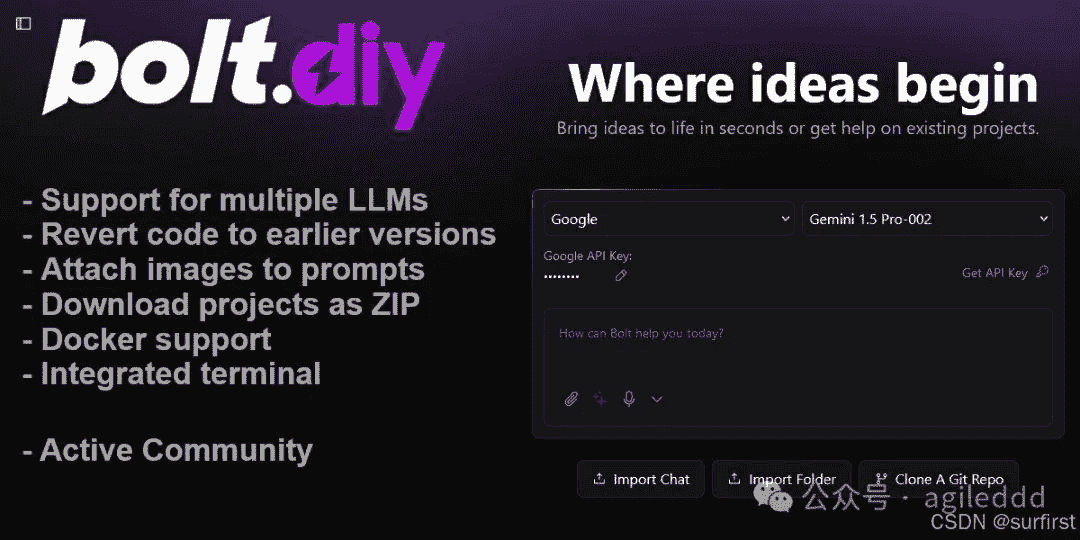 bolt.diy
- Support for multiple LLMs
- Revert code to earlier versions
- Attach images to prompts
- Download projects as ZIP
- Docker support
- Integrated terminal
- Active Community
Where ideas begin
Bring ideas to life in seconds or get help on existing projects.
Google
Gemini 1.5 Pro-002
Google API Key:
••••••••
Get API Key
How can Bolt help you today?
Import Chat
Import Folder
Clone A Git Repo
公众号 · agileddd
CSDN @surfirst